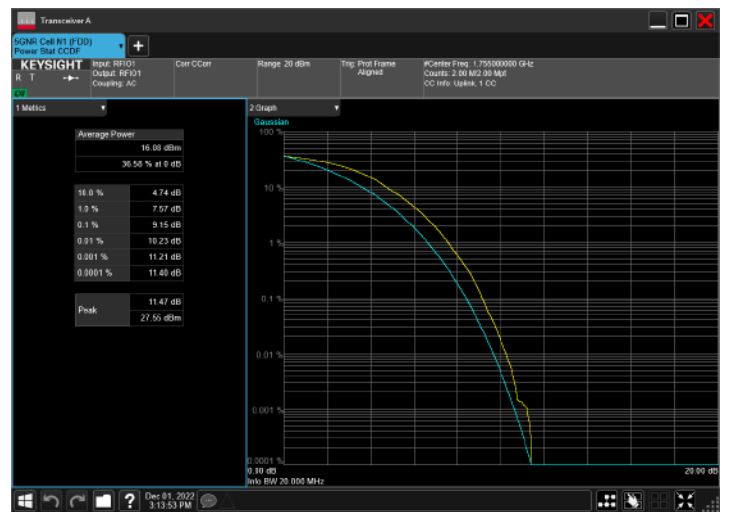 Transceiver A
5GNR Cell N1 (FDD)
Power Stat CCDF
KEYSIGHT
R T
Input: RFIO1
Output: RFIO1
Coupling: AC
Corr CCorr
Range: 20 dBm
Trig: Prot Frame
Aligned
#Center Freq: 1.755000000 GHz
Counts: 2.00 M/2.00 Mpt
CC Info: Uplink, 1 CC
1 Metrics
Average Power
16.08 dBm
36.58 % at 0 dB
10.0 % 4.74 dB
1.0 % 7.57 dB
0.1 % 9.15 dB
0.01 % 10.23 dB
0.001 % 11.21 dB
0.0001 % 11.40 dB
Peak
11.47 dB
27.55 dBm
2 Graph
Gaussian
100 %
10 %
1 %
0.1 %
0.01 %
0.001 %
0.0001 %
0.00 dB
20.00 dB
Info BW 20.000 MHz
?
Dec 01, 2022
3:13:53 PM